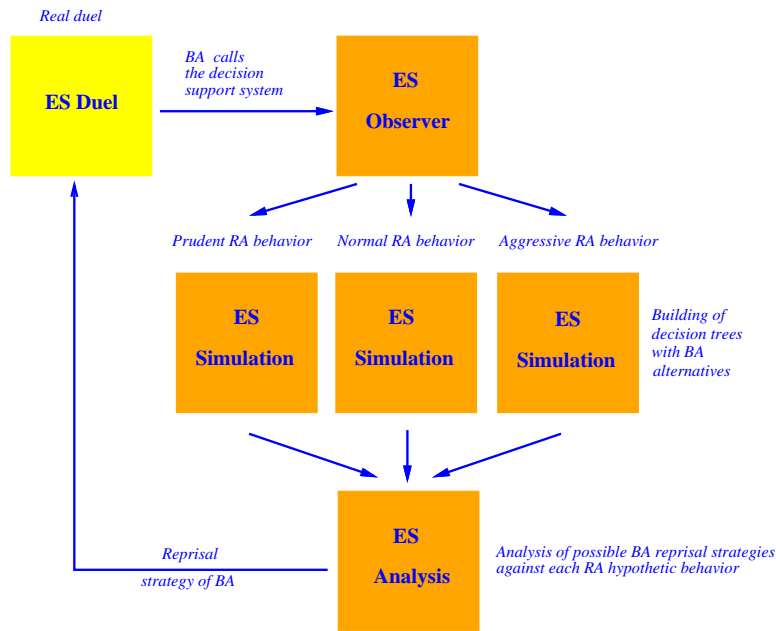 Real duel
ES Duel
BA calls
the decision
support system
ES
Observer
Prudent RA behavior
Normal RA behavior
Aggressive RA behavior
ES
Simulation
ES
Simulation
ES
Simulation
Building of
decision trees
with BA
alternatives
ES
Analysis
Analysis of possible BA reprisal strategies
against each RA hypothetic behavior
Reprisal
strategy of BA